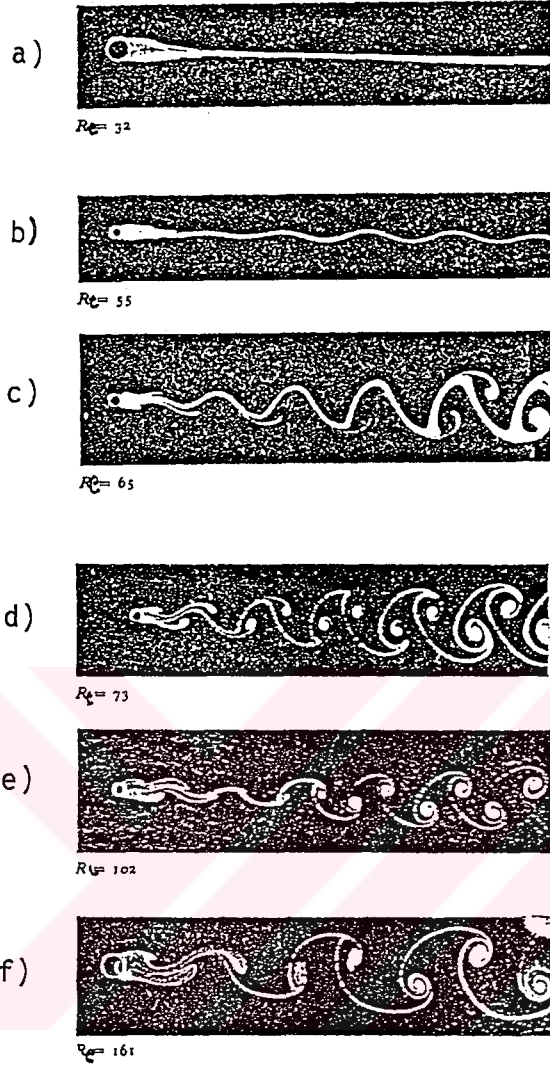 a)
Re= 32
b)
Re= 55
c)
Re= 65
d)
Re= 73
e)
Re= 102
f)
Re= 161